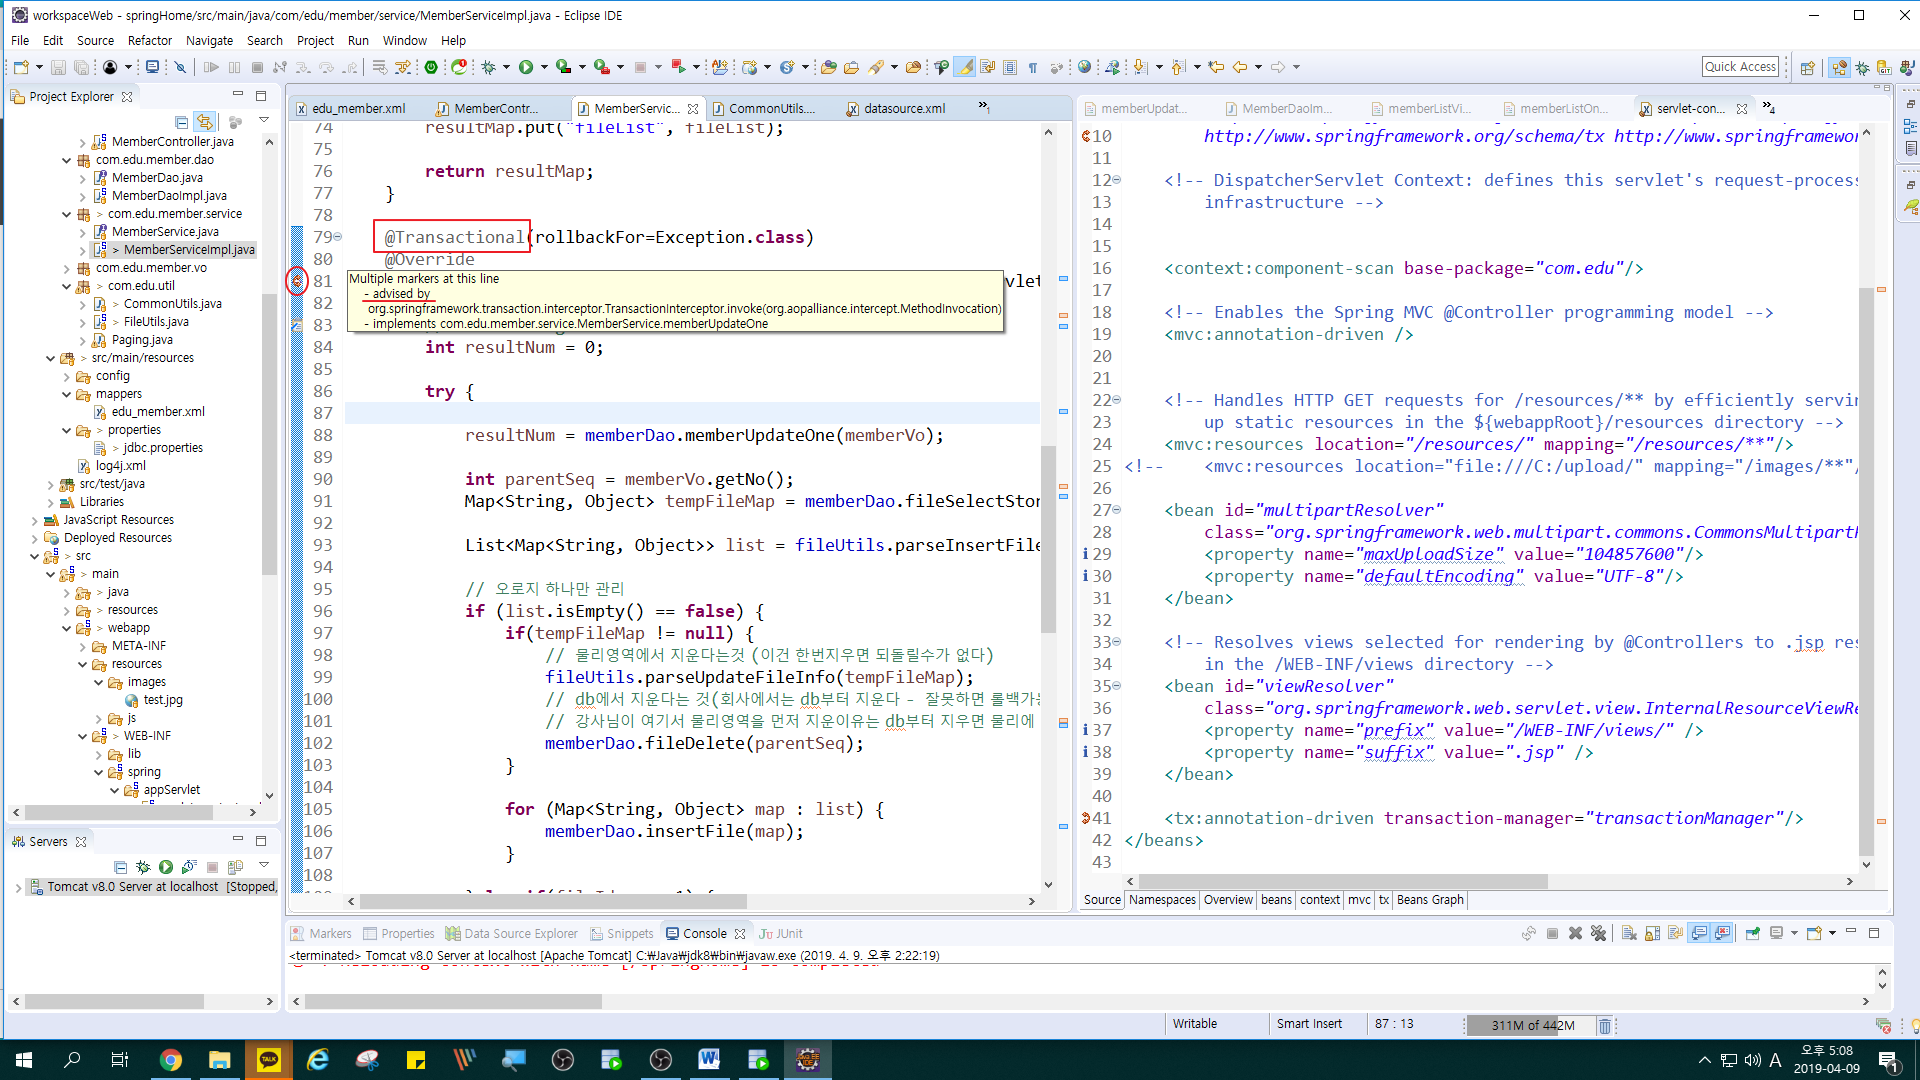 workspaceWeb - springHome/src/main/java/com/edu/member/service/MemberServiceImpl.java - Eclipse IDE
File Edit Source Refactor Navigate Search Project Run Window Help
Quick Access
Project Explorer
MemberController.java
com.edu.member.dao
MemberDao.java
MemberDaoImpl.java
> com.edu.member.service
MemberService.java
> MemberServiceImpl.java
com.edu.member.vo
> com.edu.util
CommonUtils.java
> FileUtils.java
Paging.java
> src/main/resources
config
mappers
edu_member.xml
> properties
> jdbc.properties
log4j.xml
src/test/java
Libraries
JavaScript Resources
Deployed Resources
> src
> main
> java
> resources
> webapp
META-INF
resources
> images
test.jpg
> js
> WEB-INF
> lib
spring
> appServlet
Servers
Tomcat v8.0 Server at localhost [Stopped,
edu_member.xml MemberContr... MemberServic... CommonUtils.... datasource.xml »1
74 resultMap.put("fileList", fileList);
75
76 return resultMap;
77 }
78
79 @Transactional(rollbackFor=Exception.class)
80 @Override
81 vlet
Multiple markers at this line
- advised by
org.springframework.transaction.interceptor.TransactionInterceptor.invoke(org.aopalliance.intercept.MethodInvocation)
- implements com.edu.member.service.MemberService.memberUpdateOne
82
83
84 int resultNum = 0;
85
86 try {
87
88 resultNum = memberDao.memberUpdateOne(memberVo);
89
90 int parentSeq = memberVo.getNo();
91 Map<String, Object> tempFileMap = memberDao.fileSelectStor
92
93 List<Map<String, Object>> list = fileUtils.parseInsertFile
94
95 // 오로지 하나만 관리
96 if (list.isEmpty() == false) {
97 if(tempFileMap != null) {
98 // 물리영역에서 지운다는것 (이건 한번지우면 되돌릴수가 없다)
99 fileUtils.parseUpdateFileInfo(tempFileMap);
100 // db에서 지운다는 것(회사에서는 db부터 지운다 - 잘못하면 롤백가능
101 // 강사님이 여기서 물리영역을 먼저 지운이유는 db부터 지우면 물리에
102 memberDao.fileDelete(parentSeq);
103 }
104
105 for (Map<String, Object> map : list) {
106 memberDao.insertFile(map);
107 }
108
memberUpdat... MemberDaoIm... memberListVi... memberListOn... servlet-con... »4
10 http://www.springframework.org/schema/tx http://www.springframewor
11
12 <!-- DispatcherServlet Context: defines this servlet's request-proces
13 infrastructure -->
14
15
16 <context:component-scan base-package="com.edu"/>
17
18 <!-- Enables the Spring MVC @Controller programming model -->
19 <mvc:annotation-driven />
20
21
22 <!-- Handles HTTP GET requests for /resources/** by efficiently servin
23 up static resources in the ${webappRoot}/resources directory -->
24 <mvc:resources location="/resources/" mapping="/resources/**"/>
25 <!-- <mvc:resources location="file:///C:/upload/" mapping="/images/**"/
26
27 <bean id="multipartResolver"
28 class="org.springframework.web.multipart.commons.CommonsMultipartR
29 <property name="maxUploadSize" value="104857600"/>
30 <property name="defaultEncoding" value="UTF-8"/>
31 </bean>
32
33 <!-- Resolves views selected for rendering by @Controllers to .jsp res
34 in the /WEB-INF/views directory -->
35 <bean id="viewResolver"
36 class="org.springframework.web.servlet.view.InternalResourceViewRe
37 <property name="prefix" value="/WEB-INF/views/" />
38 <property name="suffix" value=".jsp" />
39 </bean>
40
41 <tx:annotation-driven transaction-manager="transactionManager"/>
42 </beans>
43
Source Namespaces Overview beans context mvc tx Beans Graph
Markers Properties Data Source Explorer Snippets Console JUnit
<terminated> Tomcat v8.0 Server at localhost [Apache Tomcat] C:₩Java₩jdk8₩bin₩javaw.exe (2019. 4. 9. 오후 2:22:19)
Writable Smart Insert 87 : 13 311M of 442M
TALK
A 오후 5:08
2019-04-09
1